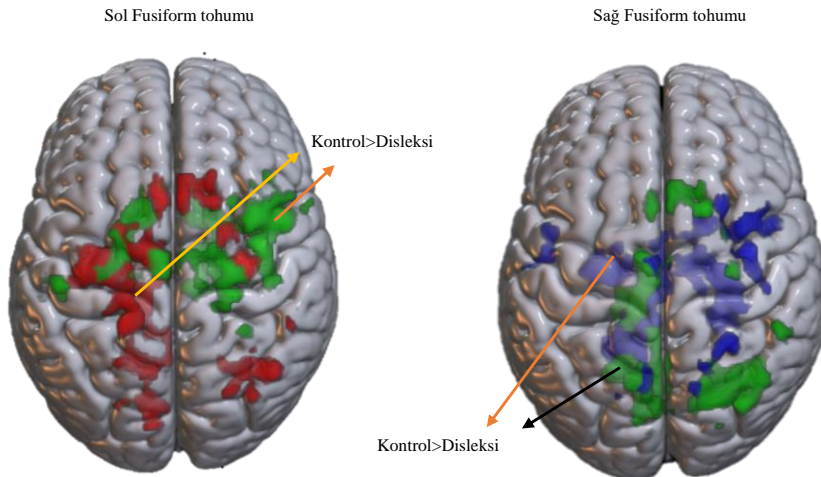 Sol Fusiform tohumu
Sağ Fusiform tohumu
Kontrol>Disleksi
Kontrol>Disleksi